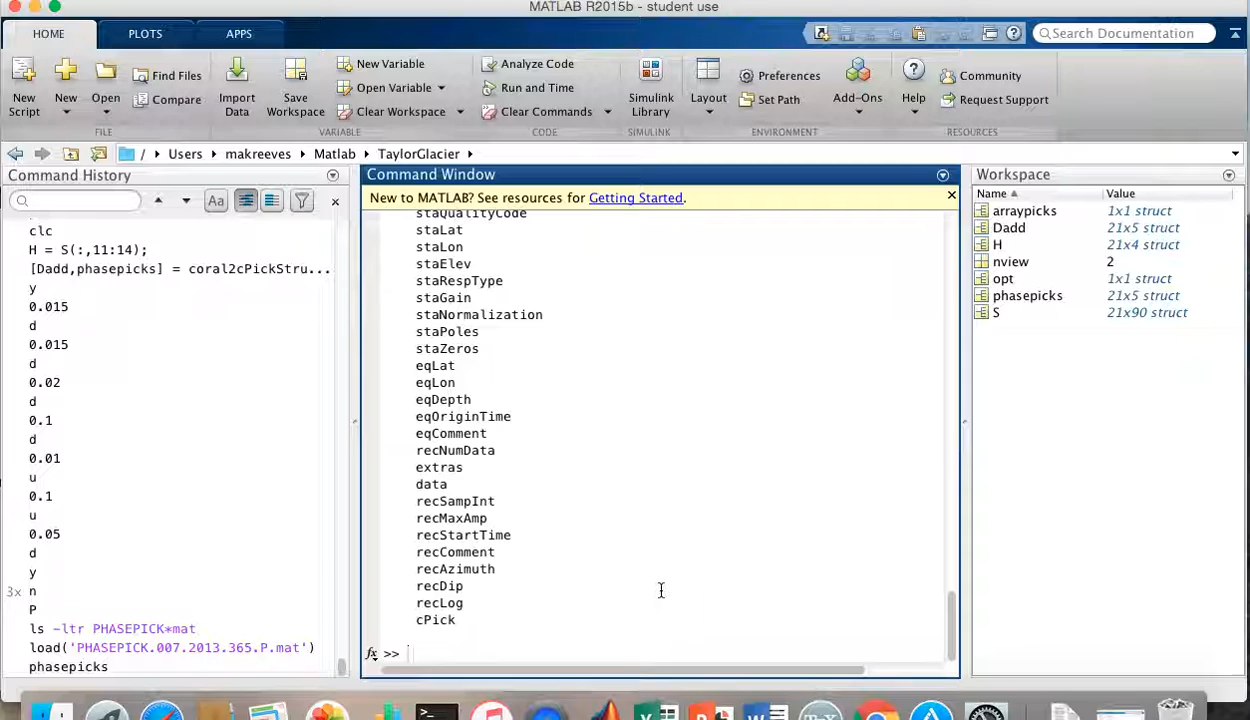 MATLAB R2015b - student use
HOME
PLOTS
APPS
Search Documentation
New Script
New
Open
Find Files
Compare
Import Data
Save Workspace
New Variable
Open Variable
Clear Workspace
Analyze Code
Run and Time
Clear Commands
Simulink Library
Layout
Preferences
Set Path
Add-Ons
Help
Community
Request Support
FILE
VARIABLE
CODE
SIMULINK
ENVIRONMENT
RESOURCES
/ ▸ Users ▸ makreeves ▸ Matlab ▸ TaylorGlacier ▸
Command History
Aa
clc
H = S(:,11:14);
[Dadd,phasepicks] = coral2cPickStru...
y
0.015
d
0.015
d
0.02
d
0.1
d
0.01
u
0.1
u
0.05
d
y
3x n
P
ls -ltr PHASEPICK*mat
load('PHASEPICK.007.2013.365.P.mat')
phasepicks
Command Window
New to MATLAB? See resources for Getting Started.
staQualityCode
staLat
staLon
staElev
staRespType
staGain
staNormalization
staPoles
staZeros
eqLat
eqLon
eqDepth
eqOriginTime
eqComment
recNumData
extras
data
recSampInt
recMaxAmp
recStartTime
recComment
recAzimuth
recDip
recLog
cPick
fx >>
Workspace
Name Value
arraypicks 1x1 struct
Dadd 21x5 struct
H 21x4 struct
nview 2
opt 1x1 struct
phasepicks 21x5 struct
S 21x90 struct